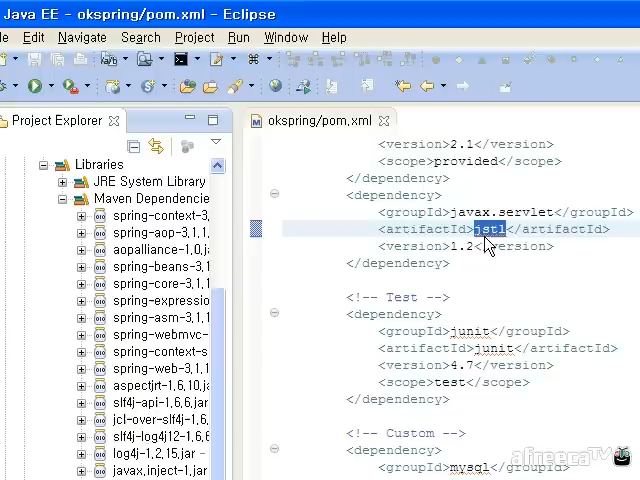 Java EE - okspring/pom.xml - Eclipse
le Edit Navigate Search Project Run Window Help
Project Explorer
okspring/pom.xml
Libraries
JRE System Library
Maven Dependencie
spring-context-3,
spring-aop-3,1,1
aopalliance-1,0,j
spring-beans-3,1
spring-core-3,1,
spring-expressio
spring-asm-3,1,1
spring-webmvc-
spring-context-s
spring-web-3,1,1
aspectjrt-1,6,10,ja
slf4j-api-1,6,6,jar
jcl-over-slf4j-1,6,
slf4j-log4j12-1,6,6
log4j-1,2,15,jar -
javax,inject-1,jar
<version>2.1</version>
<scope>provided</scope>
</dependency>
<dependency>
<groupId>javax.servlet</groupId>
<artifactId>jstl</artifactId>
<version>1.2</version>
</dependency>
<!-- Test -->
<dependency>
<groupId>junit</groupId>
<artifactId>junit</artifactId>
<version>4.7</version>
<scope>test</scope>
</dependency>
<!-- Custom -->
<dependency>
<groupId>mysql</groupId>
afreecaTV